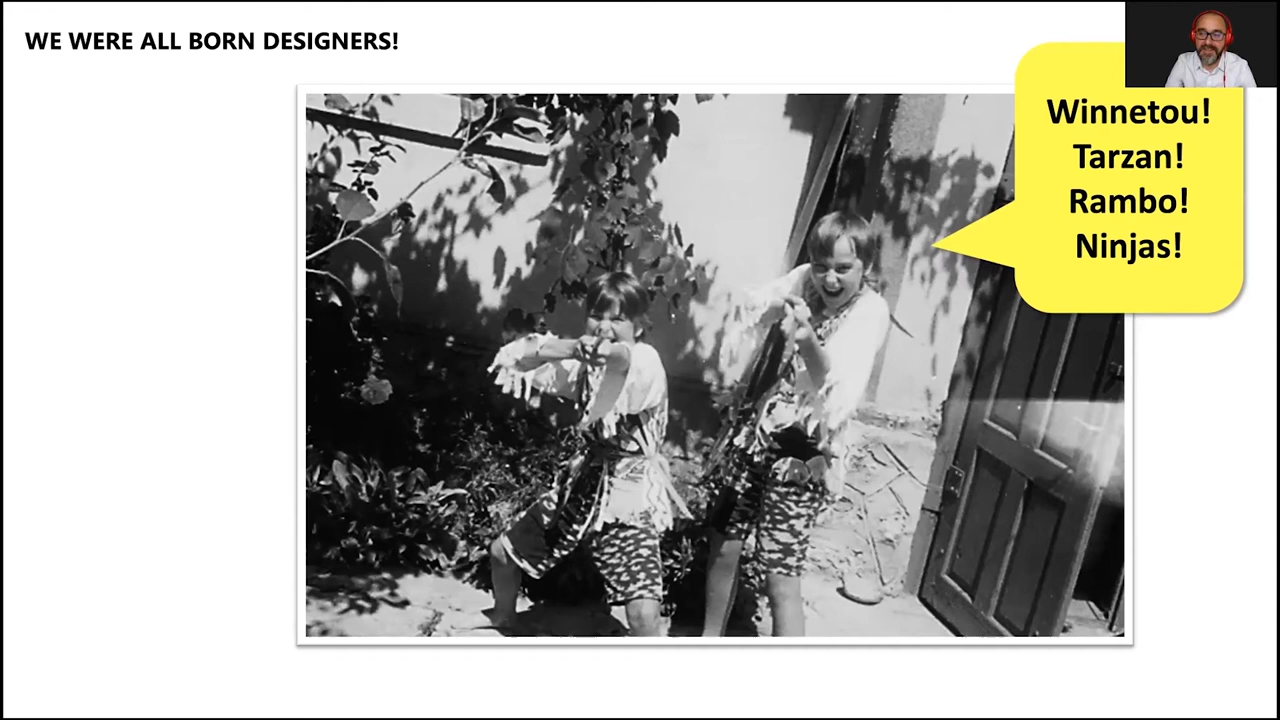 WE WERE ALL BORN DESIGNERS!
Winnetou!
Tarzan!
Rambo!
Ninjas!